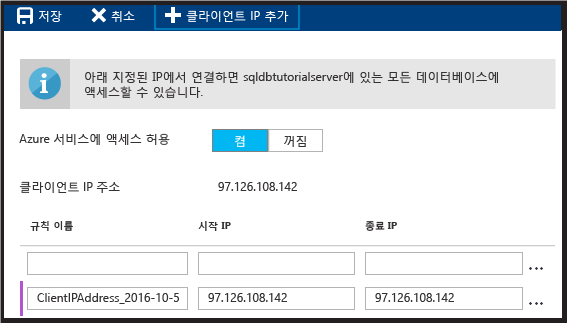 저장 취소 클라이언트 IP 추가
아래 지정된 IP에서 연결하면 sqldbtutorialserver에 있는 모든 데이터베이스에
액세스할 수 있습니다.
Azure 서비스에 액세스 허용 켬 꺼짐
클라이언트 IP 주소 97.126.108.142
규칙 이름 시작 IP 종료 IP
...
ClientIPAddress_2016-10-5 97.126.108.142 97.126.108.142 ...